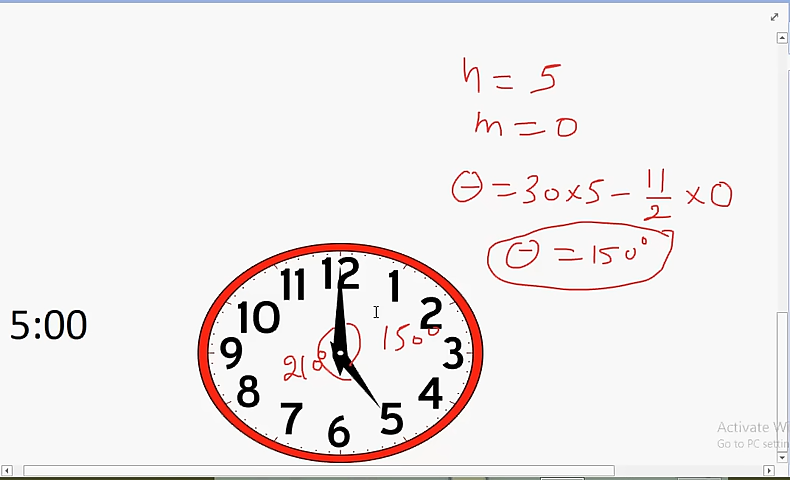 h = 5
m = 0
θ = 30 x 5 - 11/2 x 0
θ = 150°
12
11 1
10 2
5:00
150°
9 3
210°
8 4
7 5
6
Activate Wi
Go to PC settin